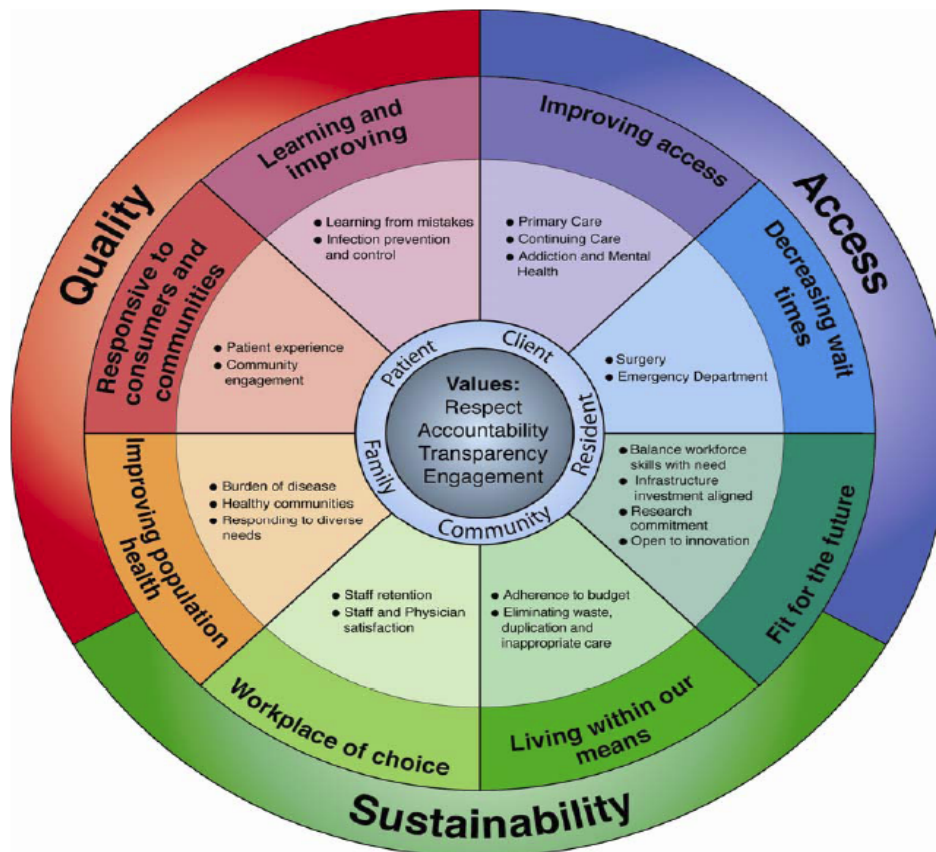 Quality
Access
Sustainability
Learning and
improving
Improving access
Decreasing wait
times
Fit for the future
Living within our
means
Workplace of choice
Improving population
health
Responsive to
consumers and
communities
● Learning from mistakes
● Infection prevention
and control
● Primary Care
● Continuing Care
● Addiction and Mental
Health
● Surgery
● Emergency Department
● Balance workforce
skills with need
● Infrastructure
investment aligned
● Research
commitment
● Open to innovation
● Adherence to budget
● Eliminating waste,
duplication and
inappropriate care
● Staff retention
● Staff and Physician
satisfaction
● Burden of disease
● Healthy communities
● Responding to diverse
needs
● Patient experience
● Community
engagement
Patient
Client
Resident
Community
Family
Values:
Respect
Accountability
Transparency
Engagement